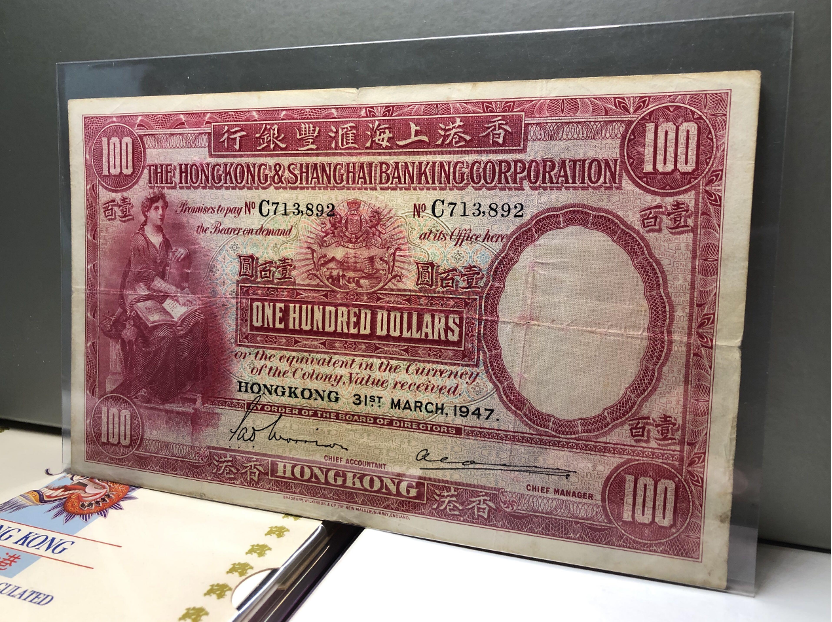 行銀豐滙海上港香
100 100
THE HONGKONG & SHANGHAI BANKING CORPORATION
百壹 百壹
Promises to pay Nº C713,892 Nº C713,892
the Bearer on demand at its Office here
圓百壹 圓百壹
ONE HUNDRED DOLLARS
or the equivalent in the Currency
of the Colony, Value received.
HONGKONG 31ST MARCH, 1947.
BY ORDER OF THE BOARD OF DIRECTORS
百壹
100
CHIEF ACCOUNTANT
CHIEF MANAGER
港香 HONGKONG 港香
100
NG KONG
港
CULATED